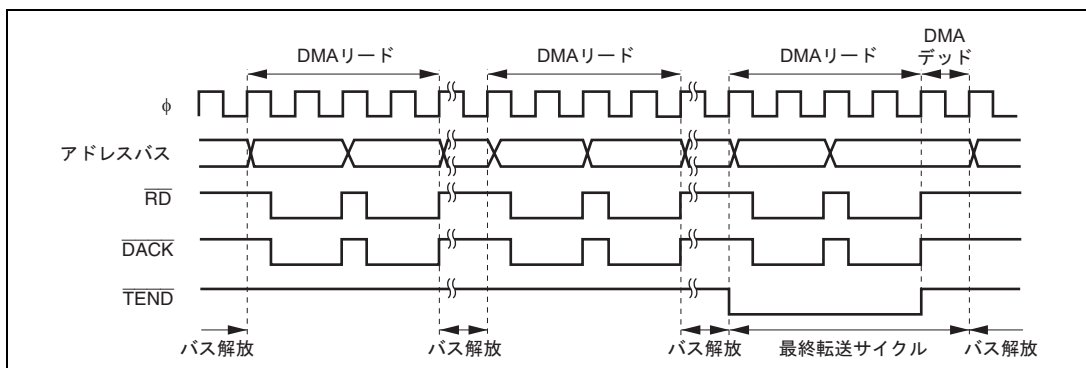 DMAリード
DMAリード
DMAリード
DMA
デッド
φ
アドレスバス
RD
DACK
TEND
バス解放
バス解放
バス解放
最終転送サイクル
バス解放